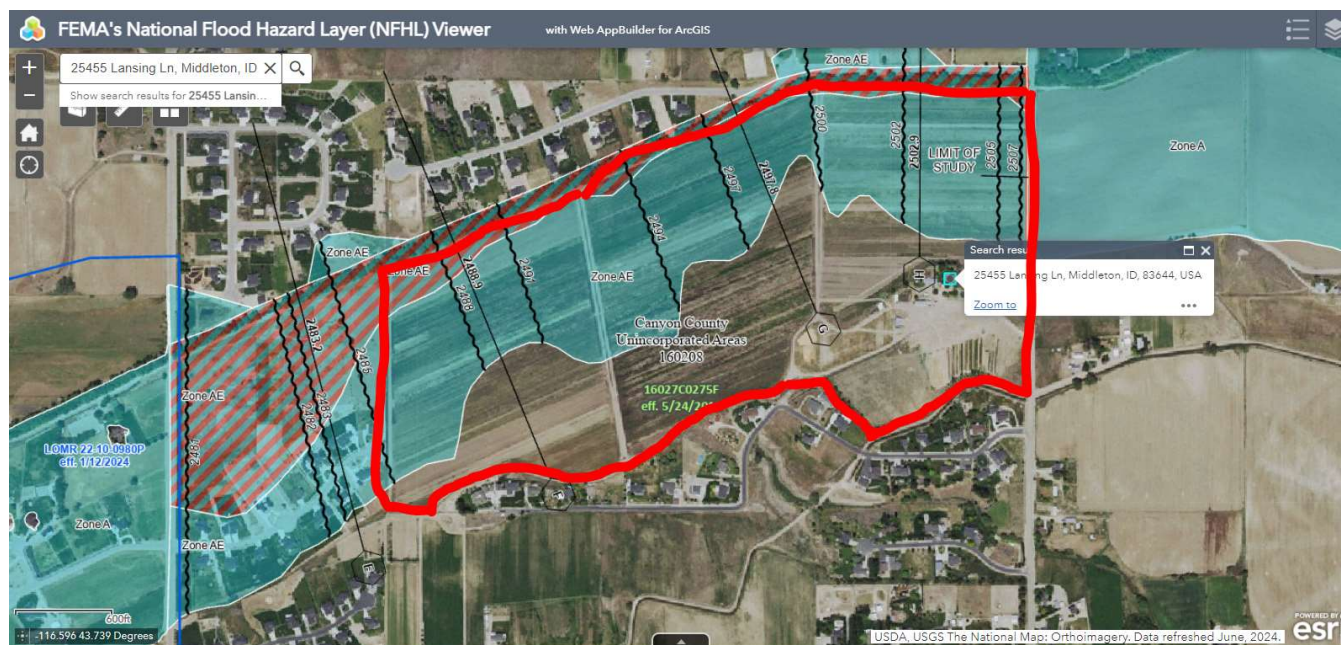 FEMA's National Flood Hazard Layer (NFHL) Viewer
with Web AppBuilder for ArcGIS
+
25455 Lansing Ln, Middleton, ID
Show search results for 25455 Lansin...
−
Zone AE
2500
2502
2502.9
LIMIT OF
STUDY
2505
2507
Zone A
2497.8
2497
2494
Zone AE
Zone AE
Zone AE
2491
2488.9
2488
Zone AE
2486
2483.7
2483
2482
Zone AE
2481
Search resu
25455 Lansing Ln, Middleton, ID, 83644, USA
Zoom to
H
G
Canyon County
Unincorporated Areas
160208
16027C0275F
eff. 5/24/20
LOMR 22-10-0980P
eff. 1/12/2024
Zone A
Zone AE
F
E
600ft
-116.596 43.739 Degrees
USDA, USGS The National Map: Orthoimagery. Data refreshed June, 2024.
POWERED BY
esri